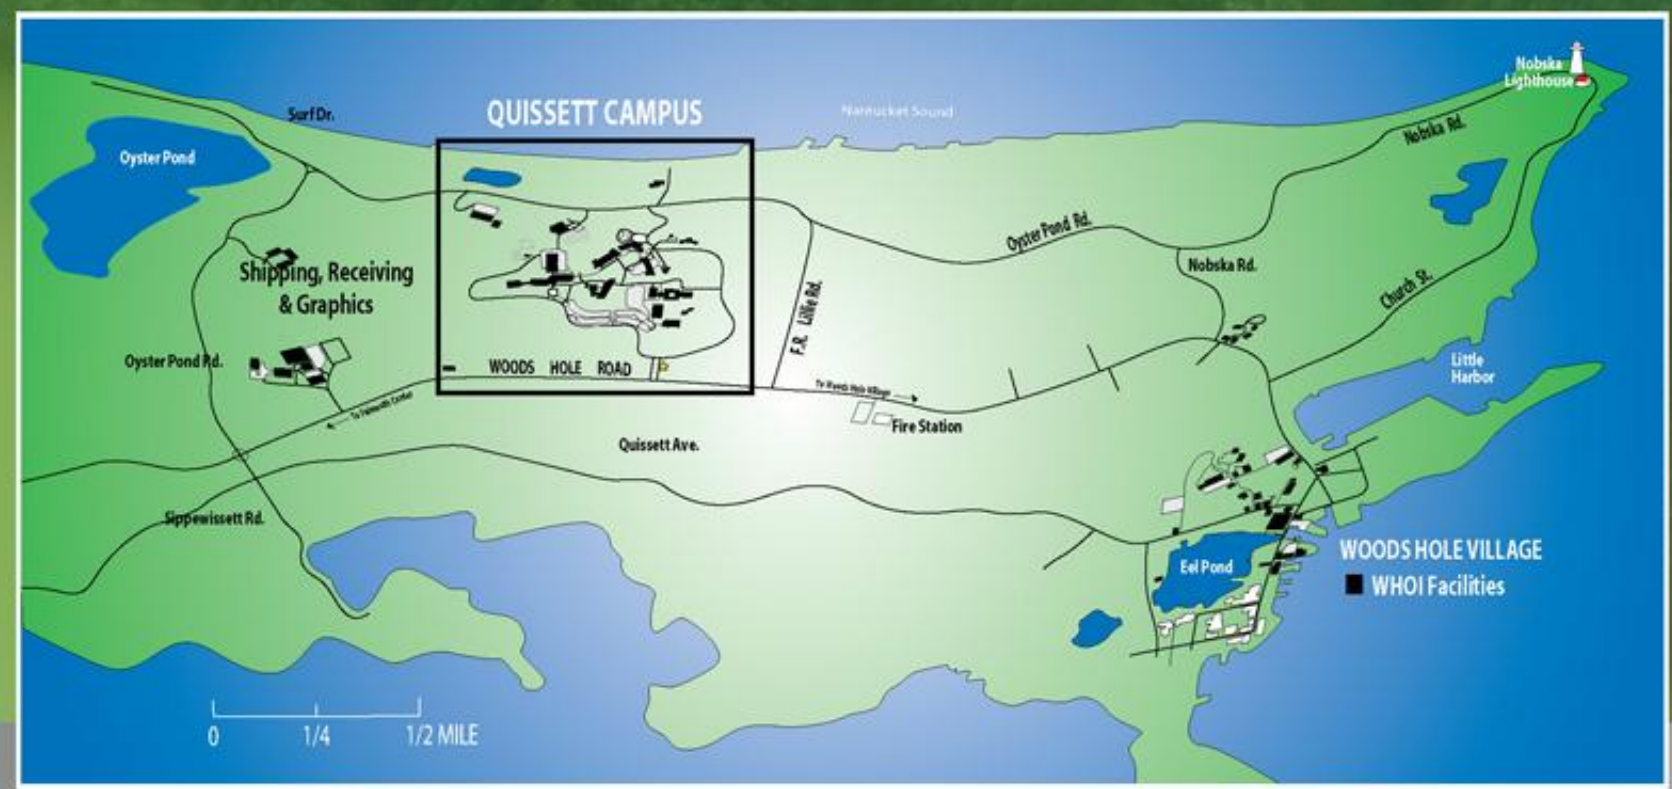 Nobska
Lighthouse
Surf Dr.
QUISSETT CAMPUS
Nantucket Sound
Nobska Rd.
Oyster Pond
Oyster Pond Rd.
Nobska Rd.
Shipping, Receiving
& Graphics
Church St.
F.R. Lillie Rd.
Oyster Pond Rd.
WOODS HOLE ROAD
Little
Harbor
To Woods Hole Village
To Falmouth Center
Fire Station
Quissett Ave.
Sippewissett Rd.
WOODS HOLE VILLAGE
Eel Pond
WHOI Facilities
0 1/4 1/2 MILE